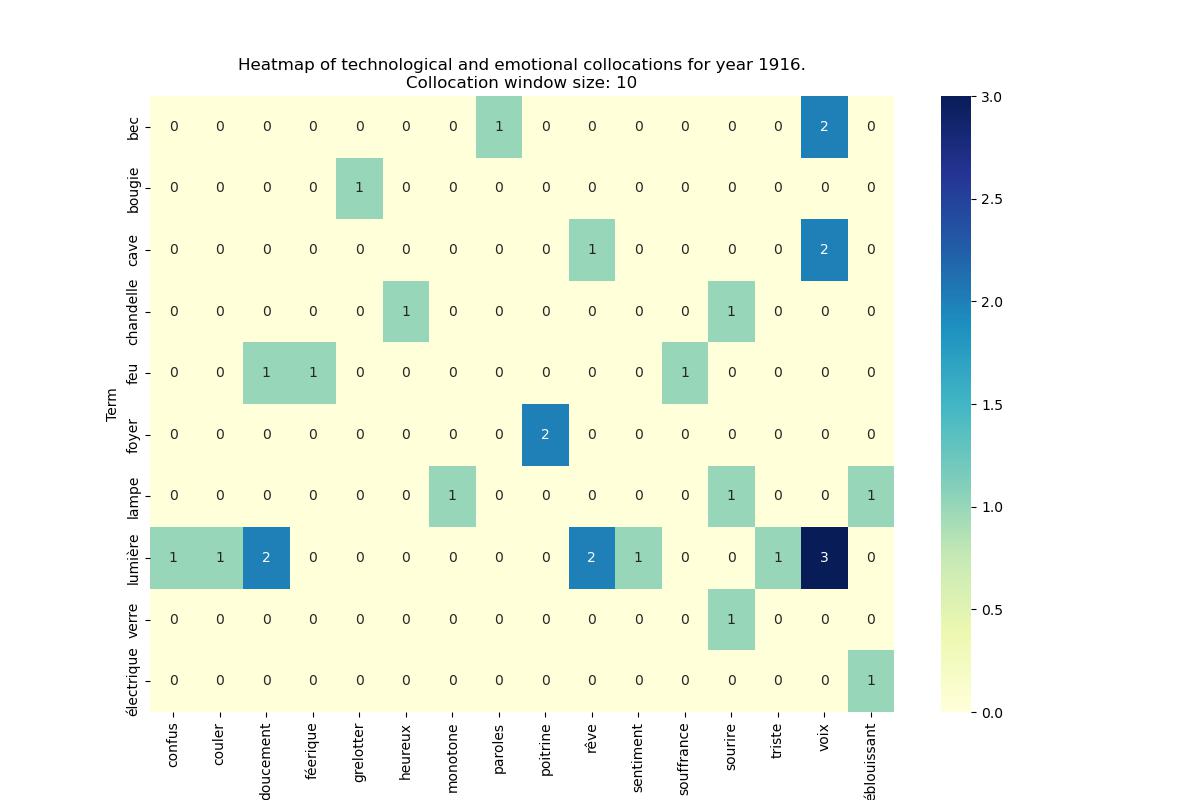 Heatmap of technological and emotional collocations for year 1916.
Collocation window size: 10
Term
bec 0 0 0 0 0 0 0 1 0 0 0 0 0 0 2 0
bougie 0 0 0 0 1 0 0 0 0 0 0 0 0 0 0 0
cave 0 0 0 0 0 0 0 0 0 1 0 0 0 0 2 0
chandelle 0 0 0 0 0 1 0 0 0 0 0 0 1 0 0 0
feu 0 0 1 1 0 0 0 0 0 0 0 1 0 0 0 0
foyer 0 0 0 0 0 0 0 0 2 0 0 0 0 0 0 0
lampe 0 0 0 0 0 0 1 0 0 0 0 0 1 0 0 1
lumière 1 1 2 0 0 0 0 0 0 2 1 0 0 1 3 0
verre 0 0 0 0 0 0 0 0 0 0 0 0 1 0 0 0
électrique 0 0 0 0 0 0 0 0 0 0 0 0 0 0 0 1
confus couler doucement féerique grelotter heureux monotone paroles poitrine rêve sentiment souffrance sourire triste voix éblouissant
3.0
2.5
2.0
1.5
1.0
0.5
0.0